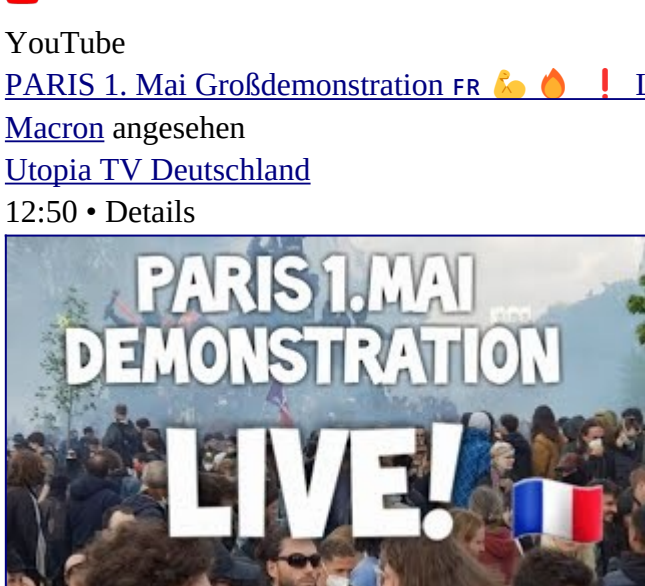 YouTube
PARIS 1. Mai Großdemonstration FR 💪 🔥 ❗ L
Macron angesehen
Utopia TV Deutschland
12:50 • Details
PARIS 1.MAI
DEMONSTRATION
LIVE!